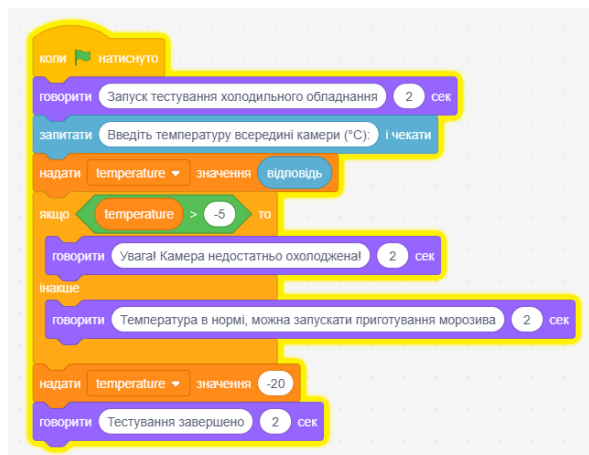 коли натиснуто
говорити Запуск тестування холодильного обладнання 2 сек
запитати Введіть температуру всередині камери (°C): і чекати
надати temperature значення відповідь
якщо temperature > -5 то
говорити Увага! Камера недостатньо охолоджена! 2 сек
інакше
говорити Температура в нормі, можна запускати приготування морозива 2 сек
надати temperature значення -20
говорити Тестування завершено 2 сек